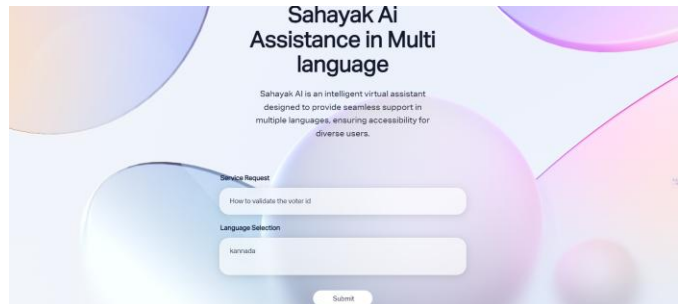 Sahayak Ai
Assistance in Multi
language
Sahayak AI is an intelligent virtual assistant
designed to provide seamless support in
multiple languages, ensuring accessibility for
diverse users.
Service Request
How to validate the voter id
Language Selection
kannada
Submit